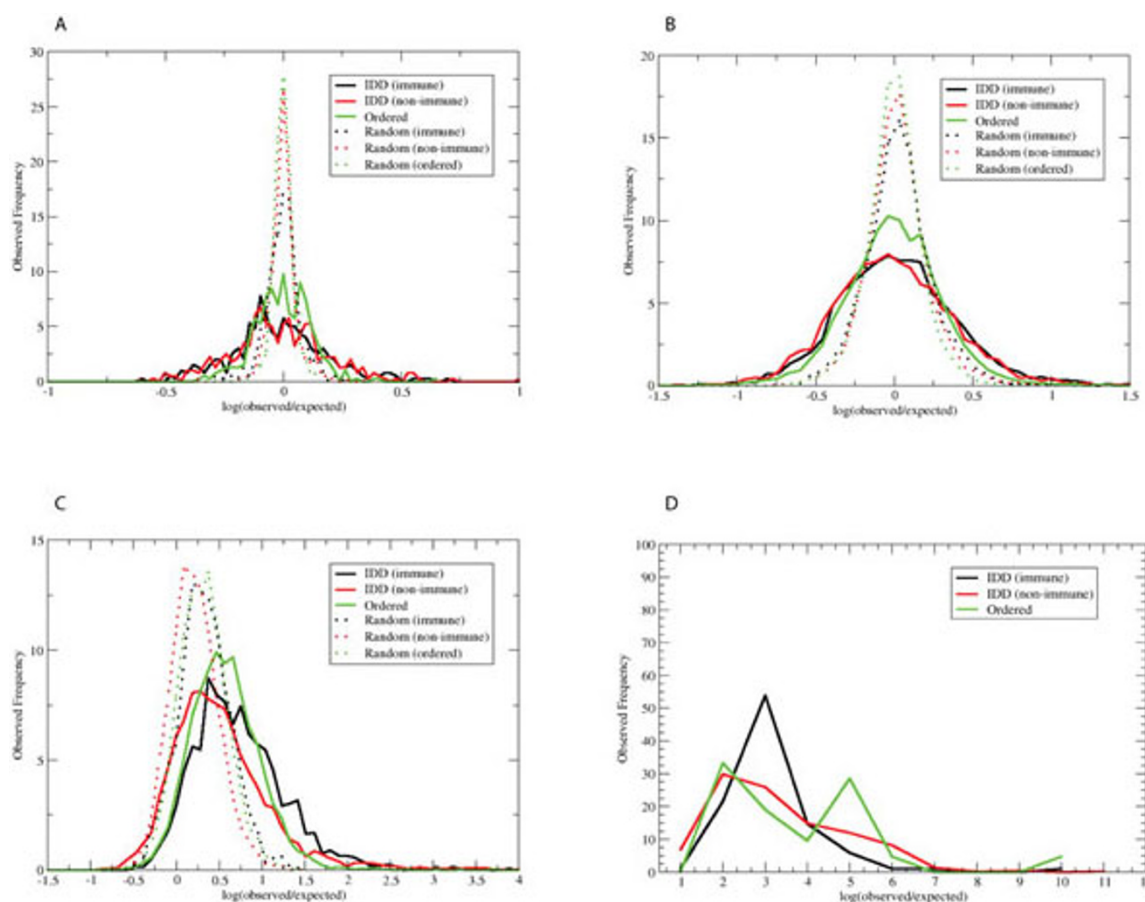 A
30
25
20
15
10
5
0
Observed Frequency
IDD (immune)
IDD (non-immune)
Ordered
Random (immune)
Random (non-immune)
Random (ordered)
-1
-0.5
0
0.5
1
log(observed/expected)
B
20
15
10
5
0
Observed Frequency
IDD (immune)
IDD (non-immune)
Ordered
Random (immune)
Random (non-immune)
Random (ordered)
-1.5
-1
-0.5
0
0.5
1
1.5
log(observed/expected)
C
15
10
5
0
Observed Frequency
IDD (immune)
IDD (non-immune)
Ordered
Random (immune)
Random (non-immune)
Random (ordered)
-1.5
-1
-0.5
0
0.5
1
1.5
2
2.5
3
3.5
4
log(observed/expected)
D
100
90
80
70
60
50
40
30
20
10
0
Observed Frequency
IDD (immune)
IDD (non-immune)
Ordered
1
2
3
4
5
6
7
8
9
10
11
log(observed/expected)